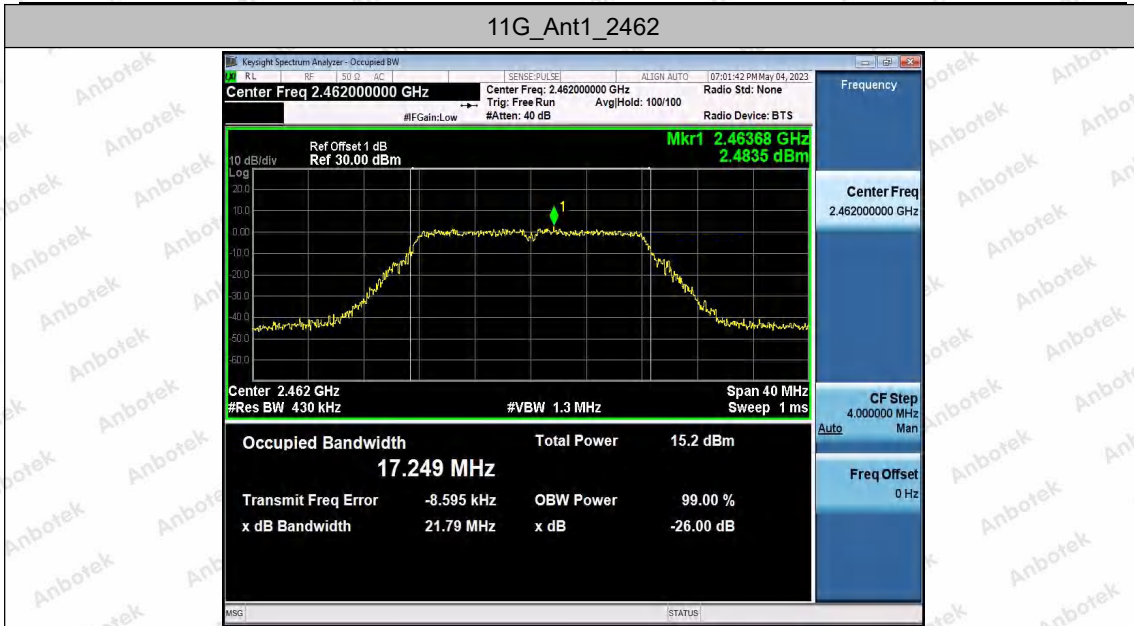 11G_Ant1_2462
Keysight Spectrum Analyzer - Occupied BW
LXI RL RF 50 Ω AC SENSE:PULSE ALIGN AUTO 07:01:42 PM May 04, 2023
Center Freq 2.462000000 GHz
Center Freq: 2.462000000 GHz Radio Std: None
Trig: Free Run Avg|Hold: 100/100
#IFGain:Low #Atten: 40 dB Radio Device: BTS
Frequency
Mkr1 2.46368 GHz
2.4835 dBm
Ref Offset 1 dB
10 dB/div Ref 30.00 dBm
Log
20.0
10.0
1
0.00
-10.0
-20.0
-30.0
-40.0
-50.0
-60.0
Center 2.462 GHz Span 40 MHz
#Res BW 430 kHz #VBW 1.3 MHz Sweep 1 ms
Center Freq
2.462000000 GHz
CF Step
4.000000 MHz
Auto Man
Freq Offset
0 Hz
Occupied Bandwidth Total Power 15.2 dBm
17.249 MHz
Transmit Freq Error -8.595 kHz OBW Power 99.00 %
x dB Bandwidth 21.79 MHz x dB -26.00 dB
MSG STATUS
Anbotek